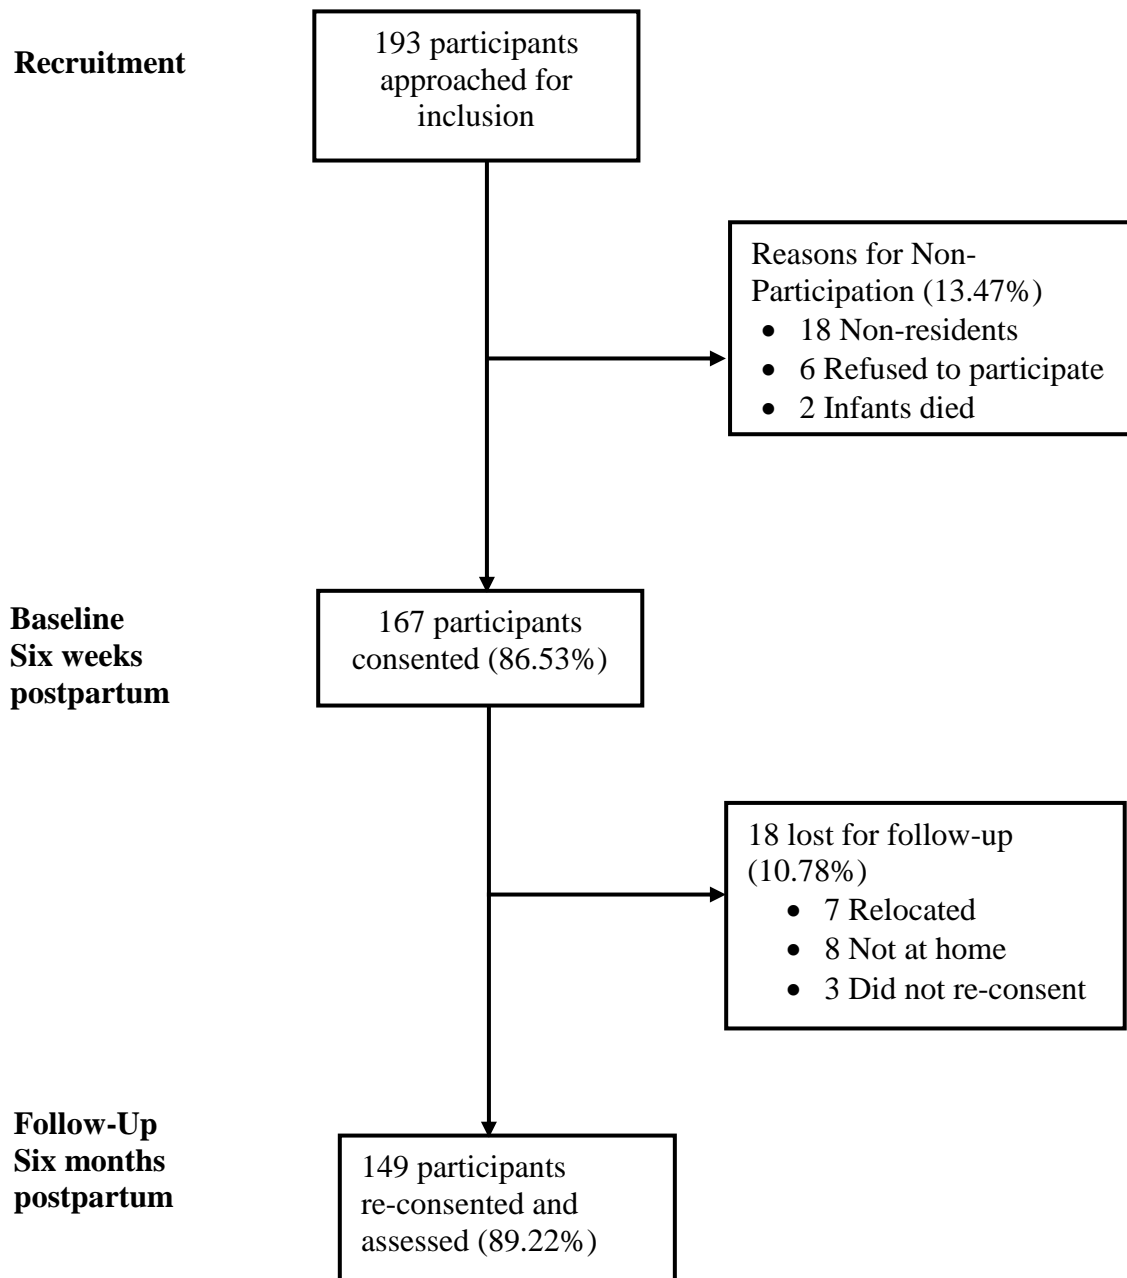 Recruitment
193 participants
approached for
inclusion
Reasons for Non-
Participation (13.47%)
• 18 Non-residents
• 6 Refused to participate
• 2 Infants died
Baseline
Six weeks
postpartum
167 participants
consented (86.53%)
18 lost for follow-up
(10.78%)
• 7 Relocated
• 8 Not at home
• 3 Did not re-consent
Follow-Up
Six months
postpartum
149 participants
re-consented and
assessed (89.22%)